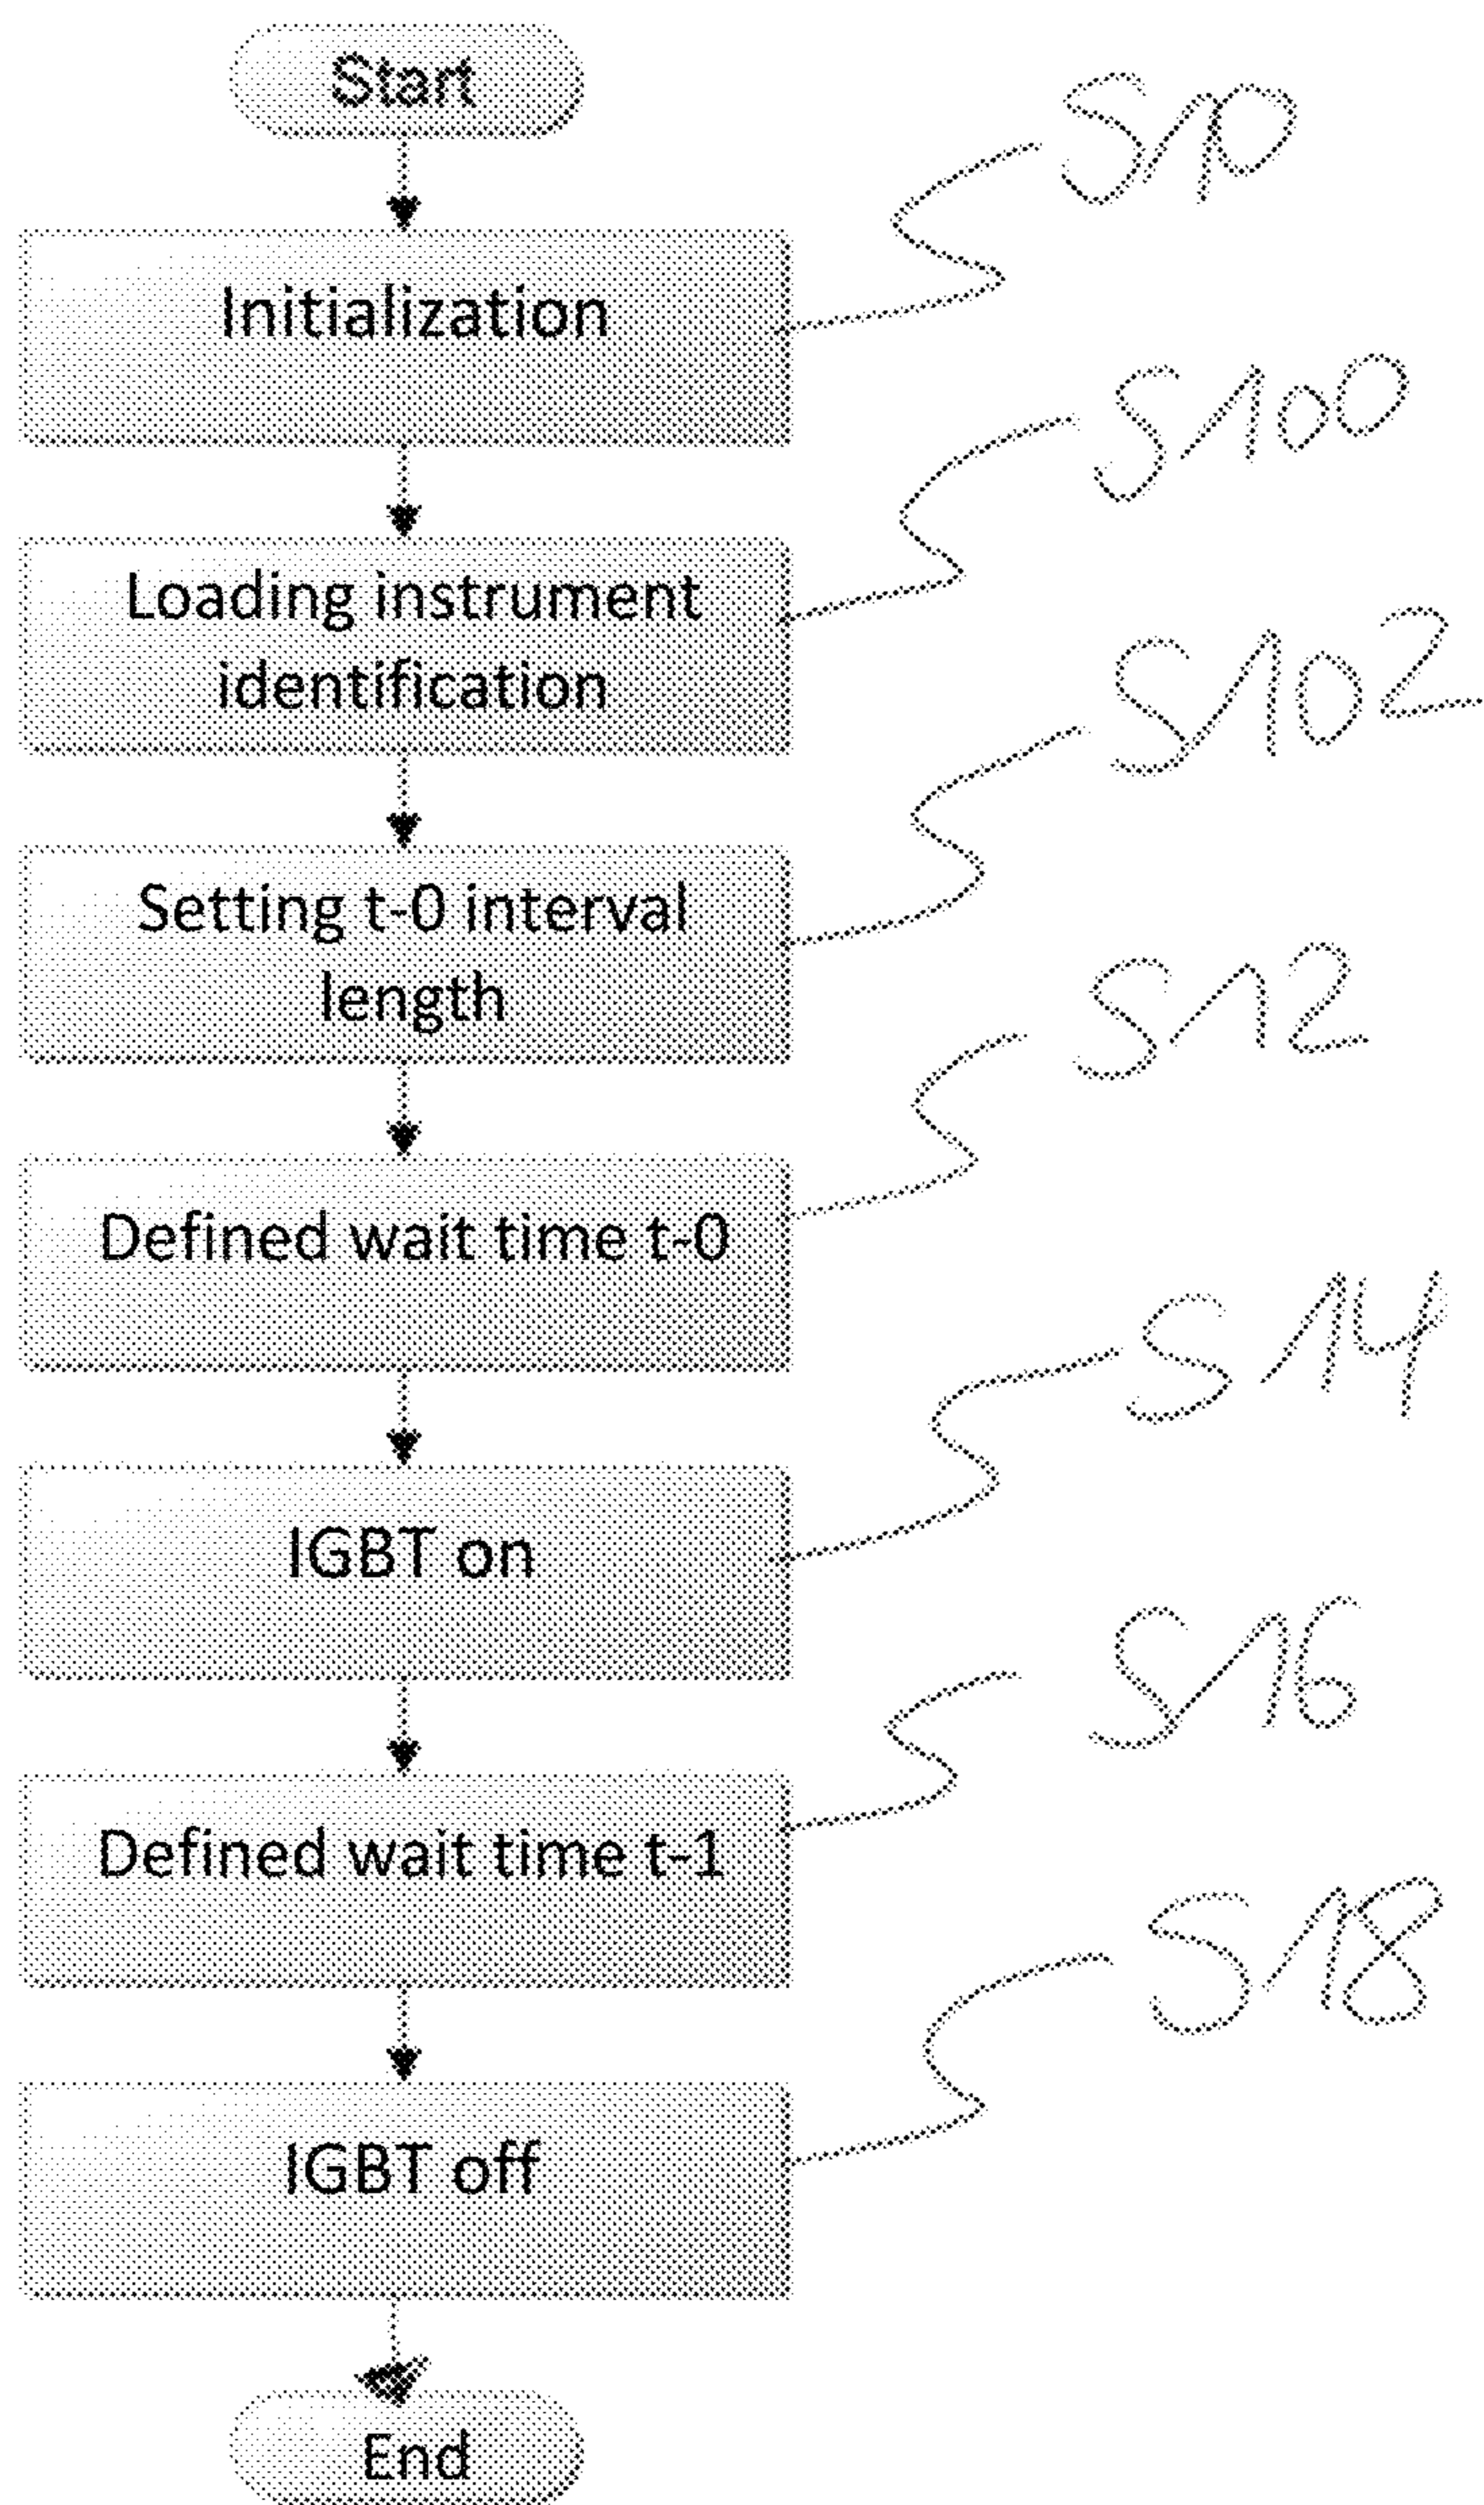 Start
S10
Initialization
S100
Loading instrument
identification
S102
Setting t-0 interval
length
S12
Defined wait time t-0
S14
IGBT on
S16
Defined wait time t-1
S18
IGBT off
End